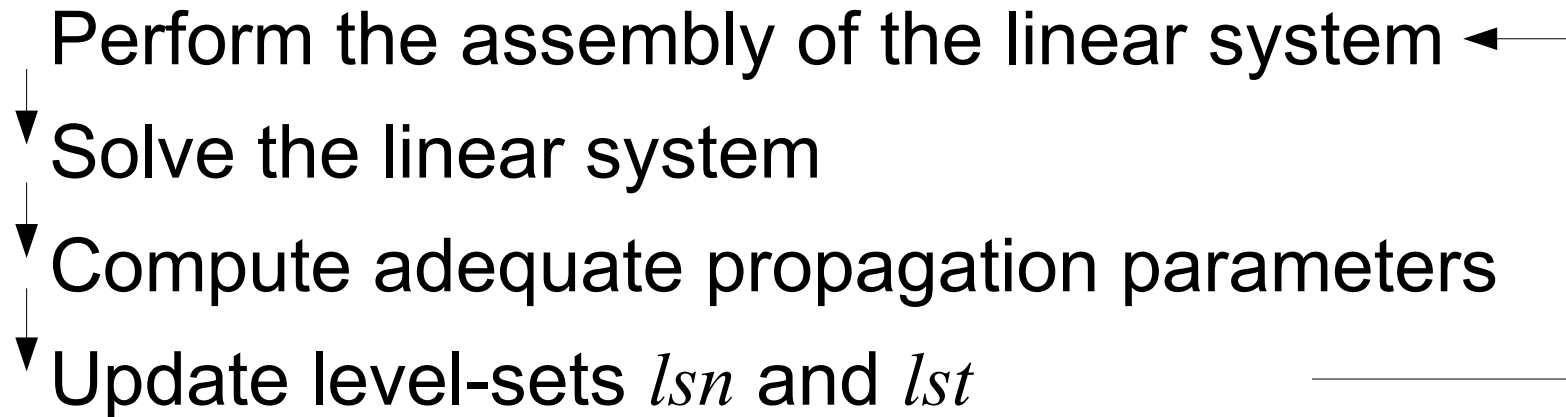 Perform the assembly of the linear system
Solve the linear system
Compute adequate propagation parameters
Update level-sets lsn and lst